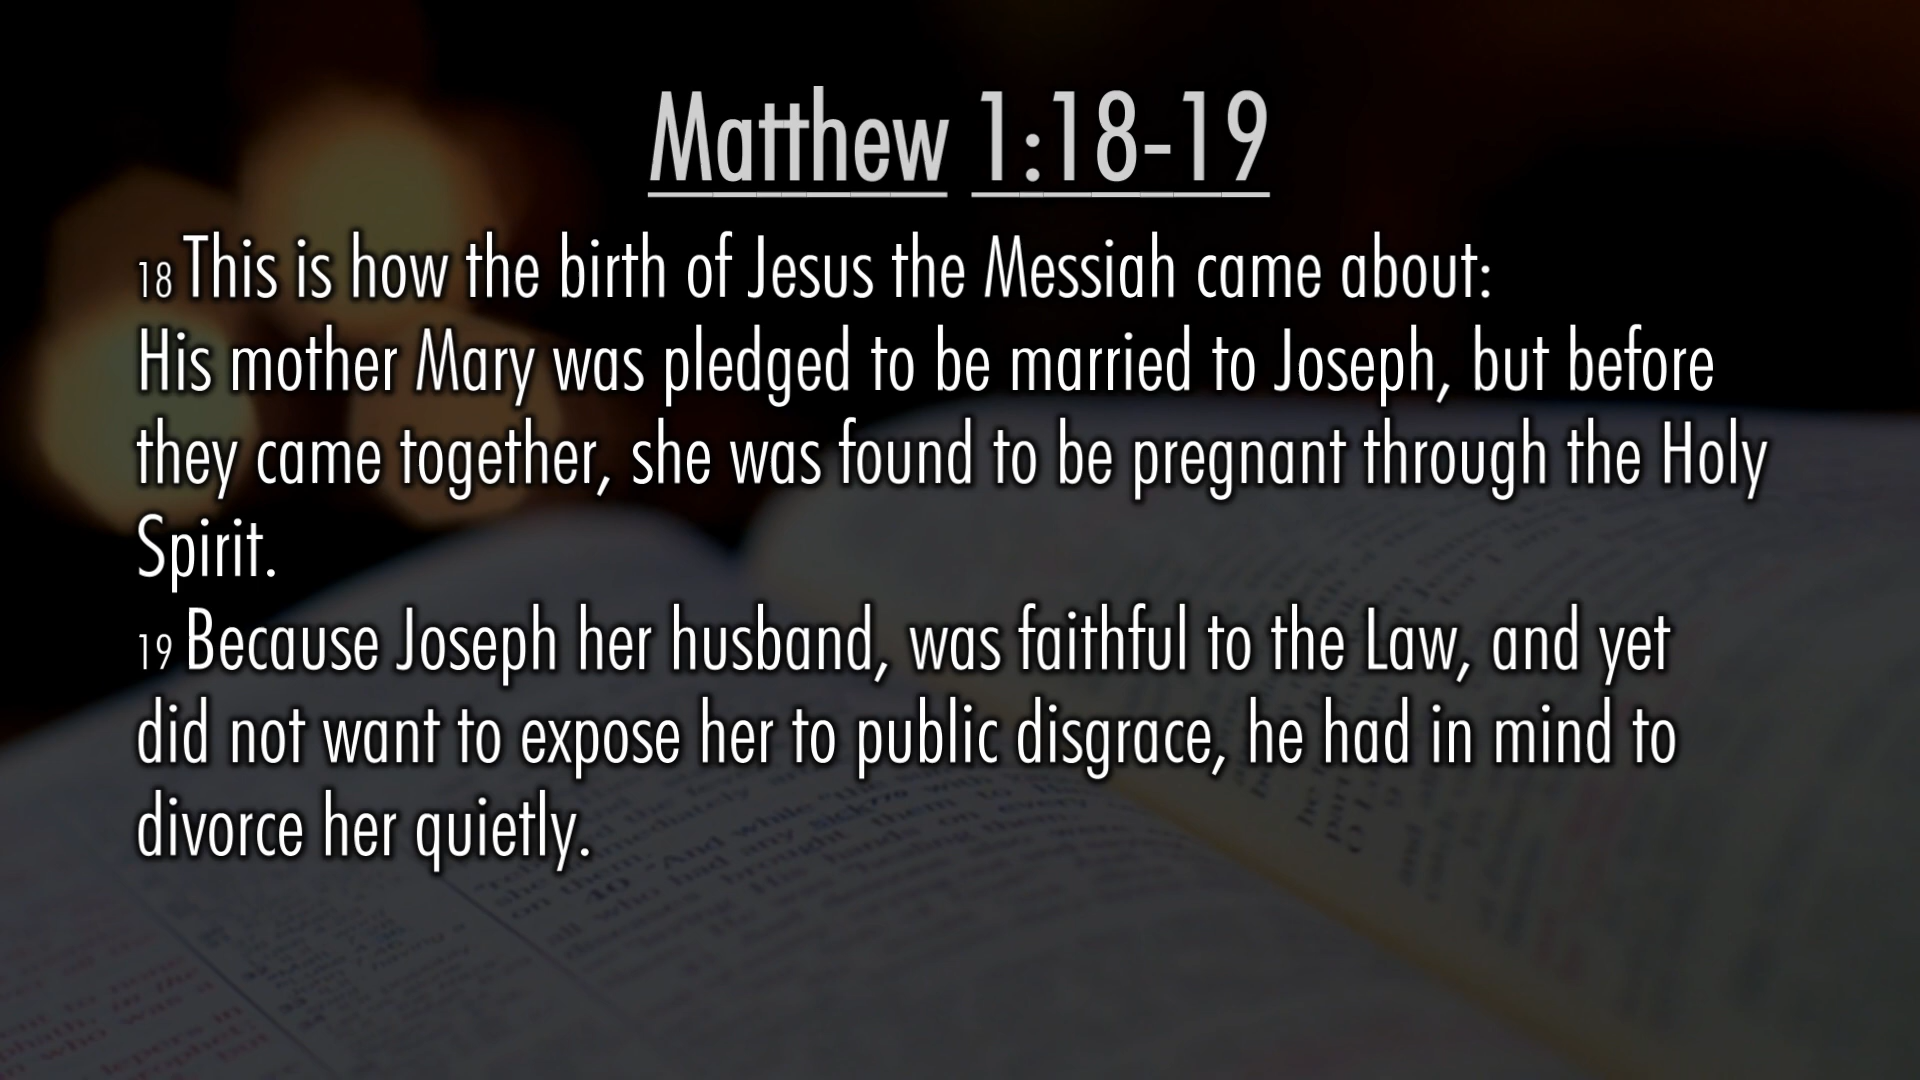 Matthew 1:18-19
18 This is how the birth of Jesus the Messiah came about:
His mother Mary was pledged to be married to Joseph, but before
they came together, she was found to be pregnant through the Holy
Spirit.
19 Because Joseph her husband, was faithful to the Law, and yet
did not want to expose her to public disgrace, he had in mind to
divorce her quietly.